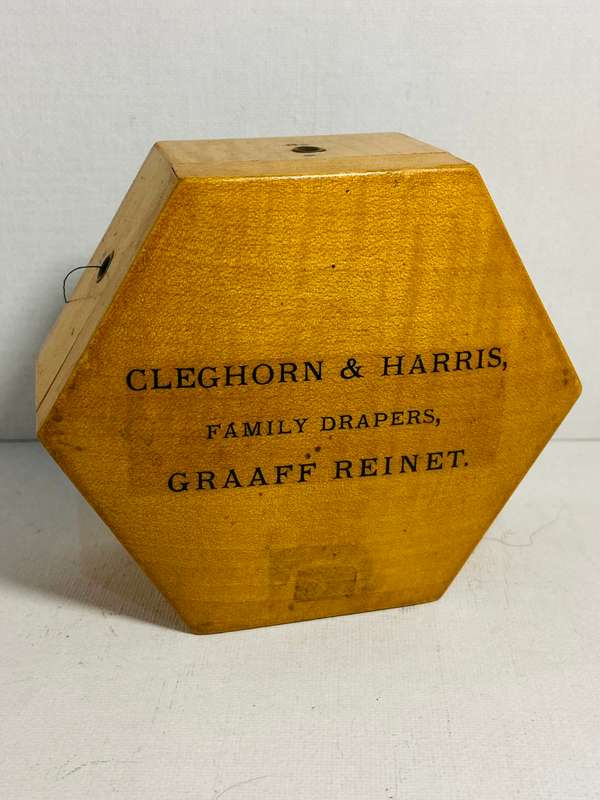 CLEGHORN & HARRIS,
FAMILY DRAPERS,
GRAAFF REINET.